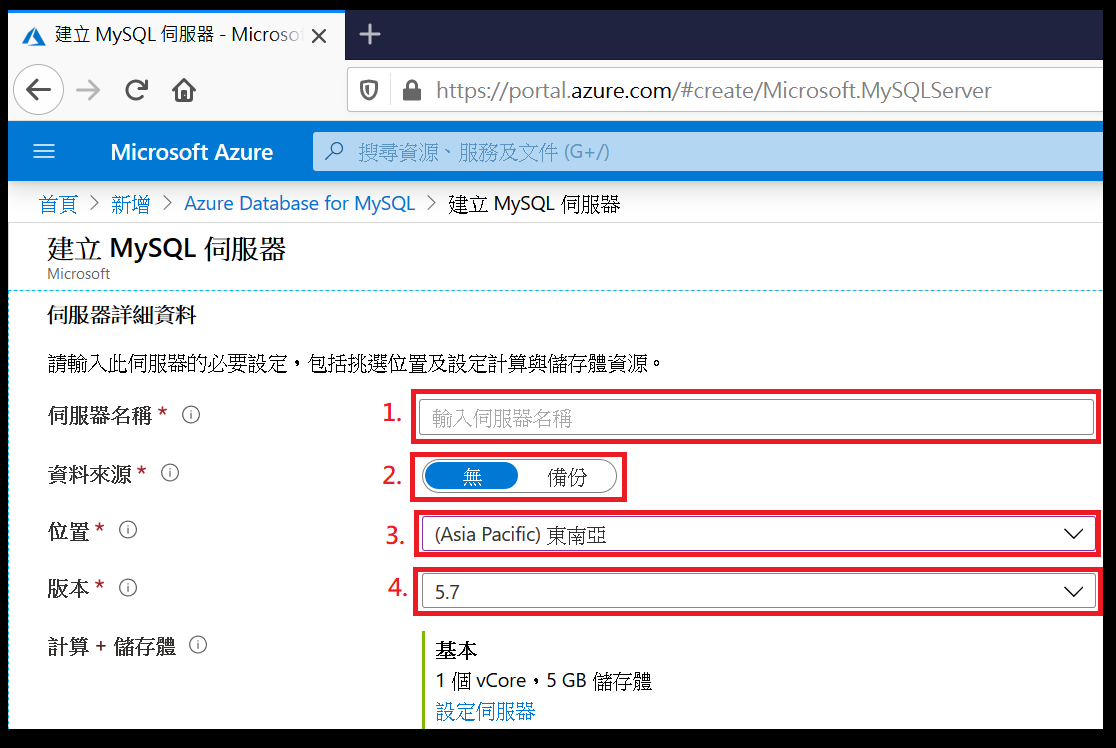 建立 MySQL 伺服器 - Microso
https://portal.azure.com/#create/Microsoft.MySQLServer
Microsoft Azure
搜尋資源、服務及文件 (G+/)
首頁 > 新增 > Azure Database for MySQL > 建立 MySQL 伺服器
建立 MySQL 伺服器
Microsoft
伺服器詳細資料
請輸入此伺服器的必要設定，包括挑選位置及設定計算與儲存體資源。
伺服器名稱 * 1. 輸入伺服器名稱
資料來源 * 2. 無 備份
位置 * 3. (Asia Pacific) 東南亞
版本 * 4. 5.7
計算 + 儲存體
基本
1 個 vCore，5 GB 儲存體
設定伺服器